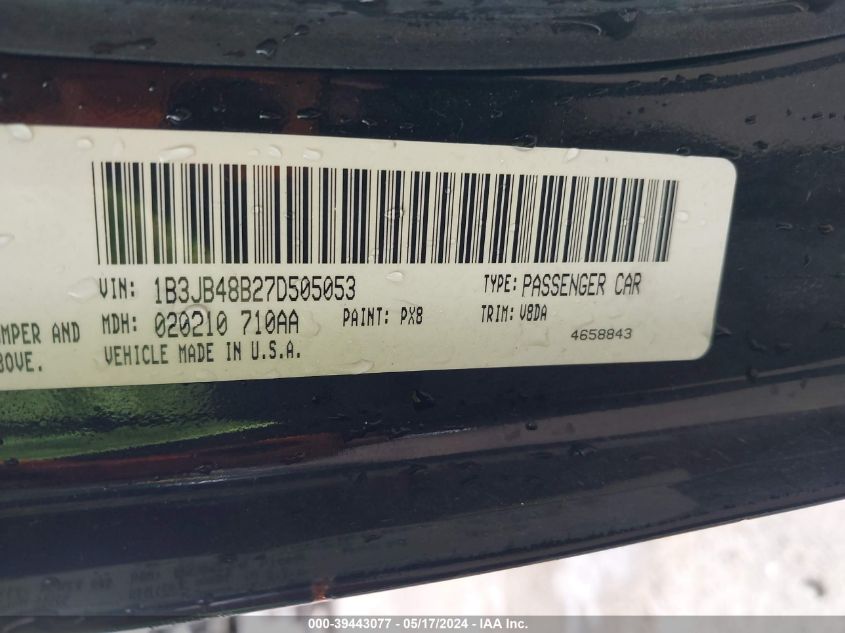 VIN: 1B3JB48B27D505053 TYPE: PASSENGER CAR
UMPER AND MDH: 020210 710AA PAINT: PX8 TRIM: V8DA
BOVE. VEHICLE MADE IN U.S.A. 4658843
000-39443077 - 05/17/2024 - IAA Inc.